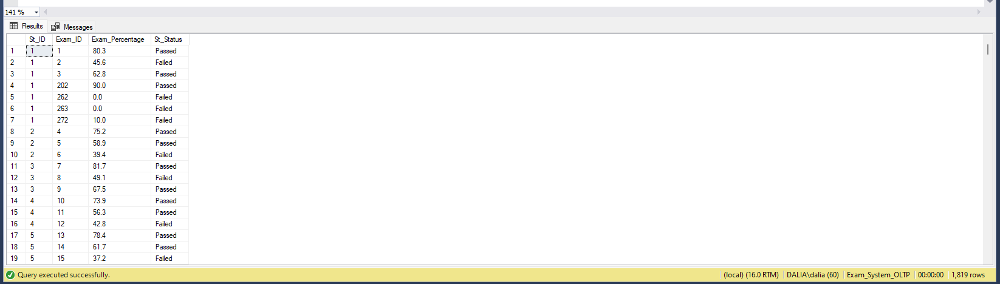 141 %
Results Messages
St_ID Exam_ID Exam_Percentage St_Status
1 1 1 80.3 Passed
2 1 2 45.6 Failed
3 1 3 62.8 Passed
4 1 202 90.0 Passed
5 1 262 0.0 Failed
6 1 263 0.0 Failed
7 1 272 10.0 Failed
8 2 4 75.2 Passed
9 2 5 58.9 Passed
10 2 6 39.4 Failed
11 3 7 81.7 Passed
12 3 8 49.1 Failed
13 3 9 67.5 Passed
14 4 10 73.9 Passed
15 4 11 56.3 Passed
16 4 12 42.8 Failed
17 5 13 78.4 Passed
18 5 14 61.7 Passed
19 5 15 37.2 Failed
Query executed successfully. (local) (16.0 RTM) DALIA\dalia (60) Exam_System_OLTP 00:00:00 1,819 rows